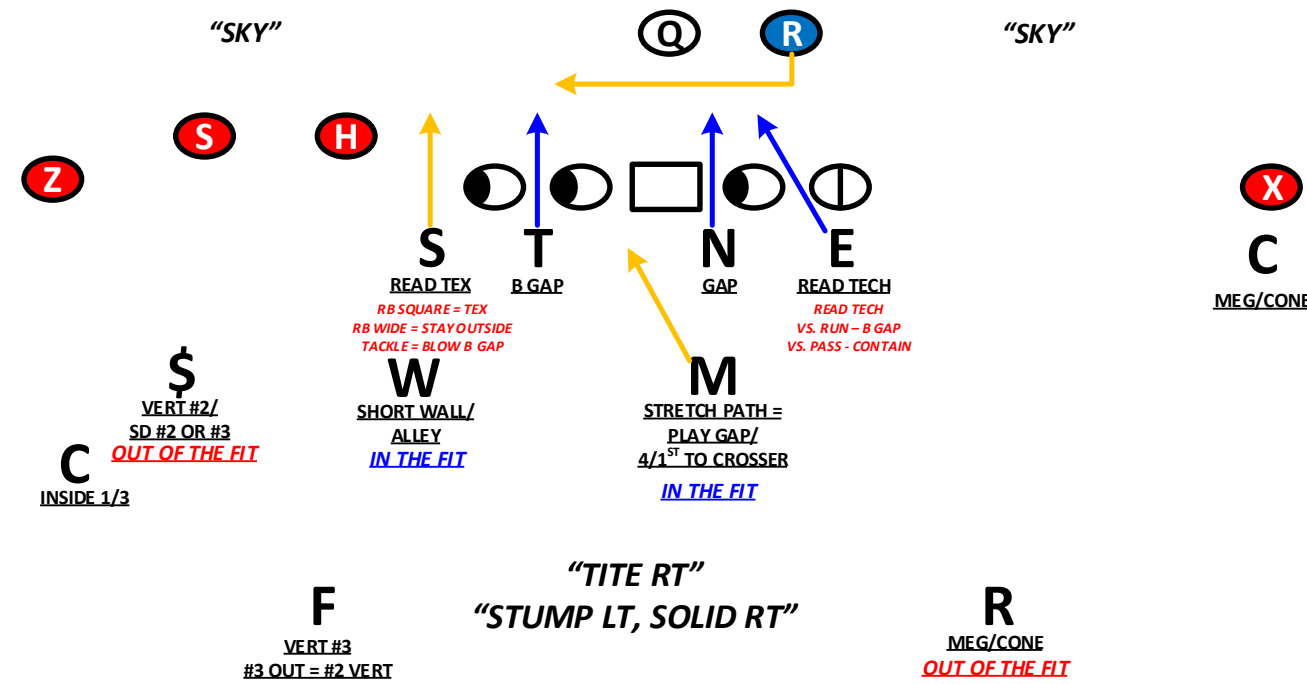 “SKY”
Q
R
“SKY”
S
H
Z
X
S
T
N
E
C
READ TEX
B GAP
GAP
READ TECH
MEG/CONE
RB SQUARE = TEX
RB WIDE = STAY OUTSIDE
TACKLE = BLOW B GAP
READ TECH
VS. RUN – B GAP
VS. PASS - CONTAIN
$
VERT #2/
SD #2 OR #3
OUT OF THE FIT
W
SHORT WALL/
ALLEY
IN THE FIT
M
STRETCH PATH =
PLAY GAP/
4/1ST TO CROSSER
IN THE FIT
C
INSIDE 1/3
“TITE RT”
“STUMP LT, SOLID RT”
F
VERT #3
#3 OUT = #2 VERT
R
MEG/CONE
OUT OF THE FIT